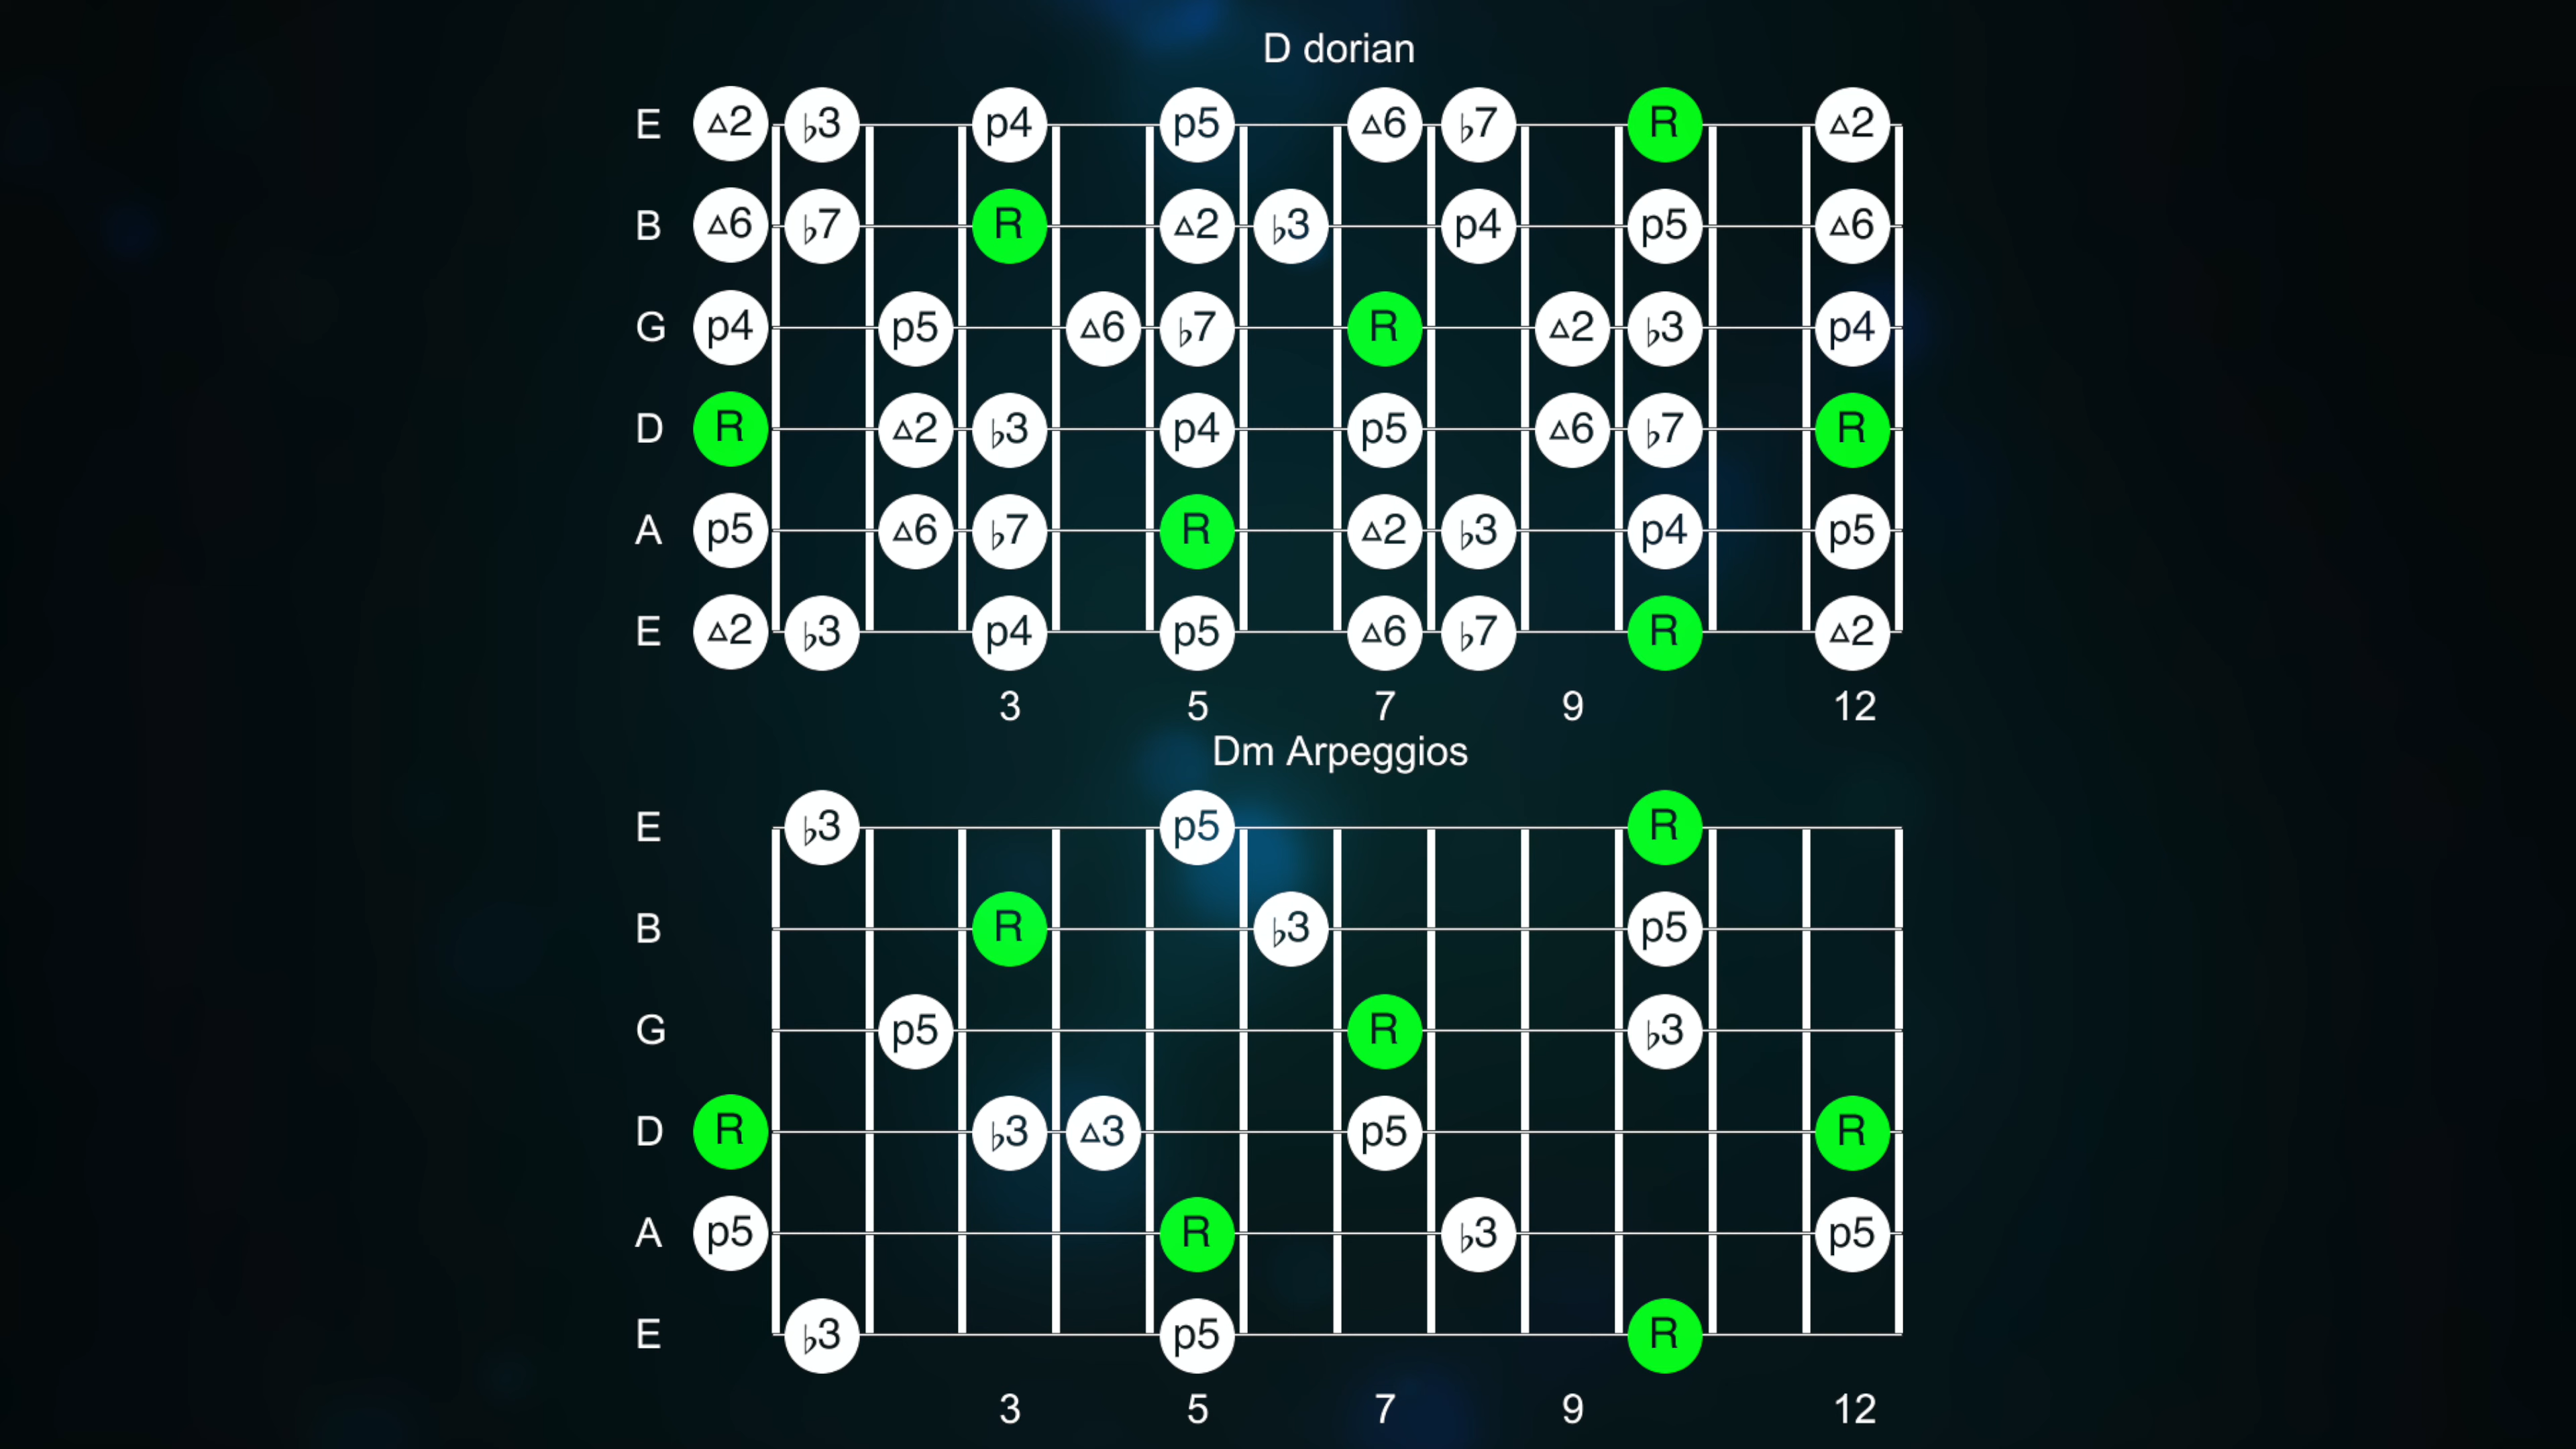 D dorian
E △2 ♭3 p4 p5 △6 ♭7 R △2
B △6 ♭7 R △2 ♭3 p4 p5 △6
G p4 p5 △6 ♭7 R △2 ♭3 p4
D R △2 ♭3 p4 p5 △6 ♭7 R
A p5 △6 ♭7 R △2 ♭3 p4 p5
E △2 ♭3 p4 p5 △6 ♭7 R △2
3 5 7 9 12
Dm Arpeggios
E ♭3 p5 R
B R ♭3 p5
G p5 R ♭3
D R ♭3 △3 p5 R
A p5 R ♭3 p5
E ♭3 p5 R
3 5 7 9 12